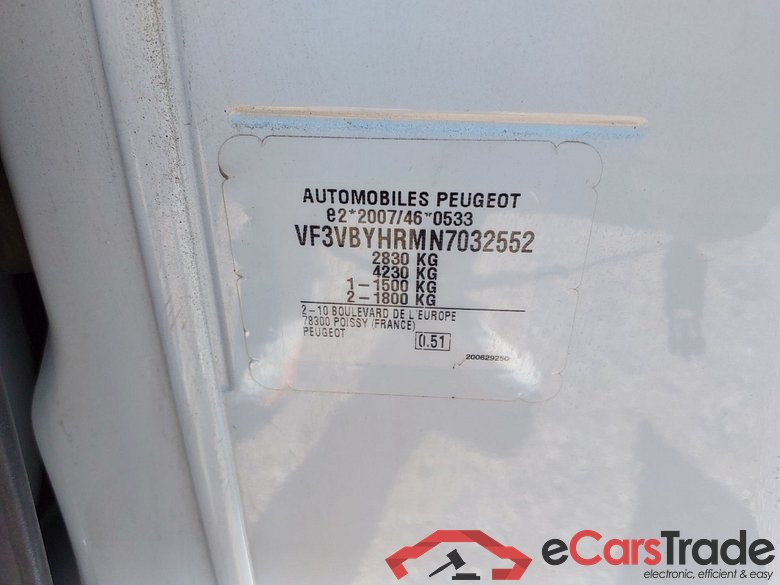 AUTOMOBILES PEUGEOT
e2*2007/46*0533
VF3VBYHRMN7032552
2830 KG
4230 KG
1-1500 KG
2-1800 KG
2-10 BOULEVARD DE L'EUROPE
78300 POISSY (FRANCE)
PEUGEOT
0.51
200629250
eCarsTrade
electronic, efficient & easy